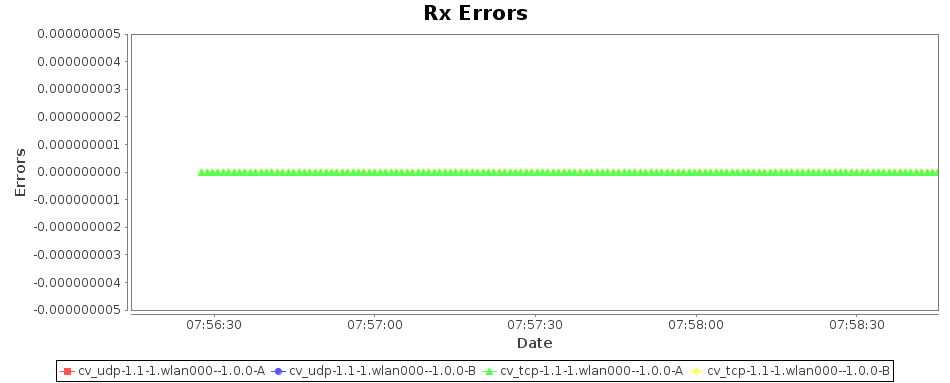 Rx Errors
0.000000005
0.000000004
0.000000003
0.000000002
0.000000001
0.000000000
-0.000000001
-0.000000002
-0.000000003
-0.000000004
-0.000000005
Errors
07:56:30 07:57:00 07:57:30 07:58:00 07:58:30
Date
cv_udp-1.1-1.wlan000--1.0.0-A cv_udp-1.1-1.wlan000--1.0.0-B cv_tcp-1.1-1.wlan000--1.0.0-A cv_tcp-1.1-1.wlan000--1.0.0-B